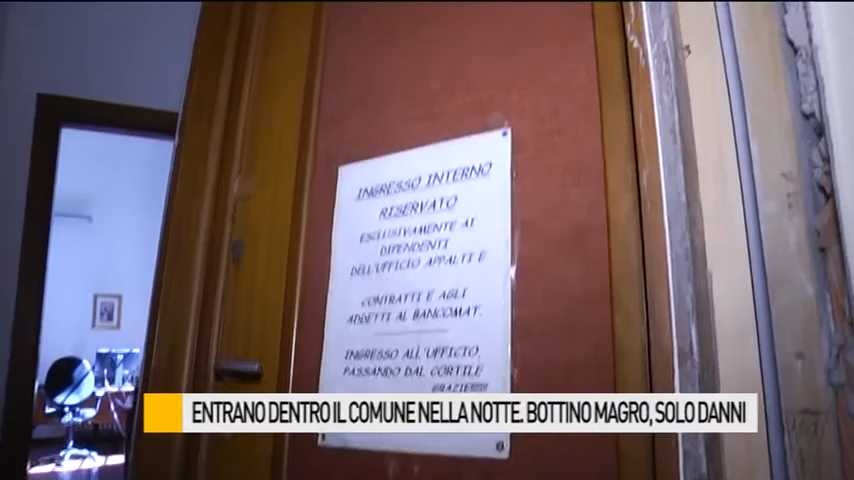 INGRESSO INTERNO
RISERVATO
ESCLUSIVAMENTE AI
DIPENDENTI
DELL'UFFICIO APPALTI E
CONTRATTI E AGLI
ADDETTI AL BANCOMAT.
INGRESSO ALL'UFFICIO
PASSANDO DAL CORTILE
GRAZIE!!!!!
ENTRANO DENTRO IL COMUNE NELLA NOTTE. BOTTINO MAGRO, SOLO DANNI